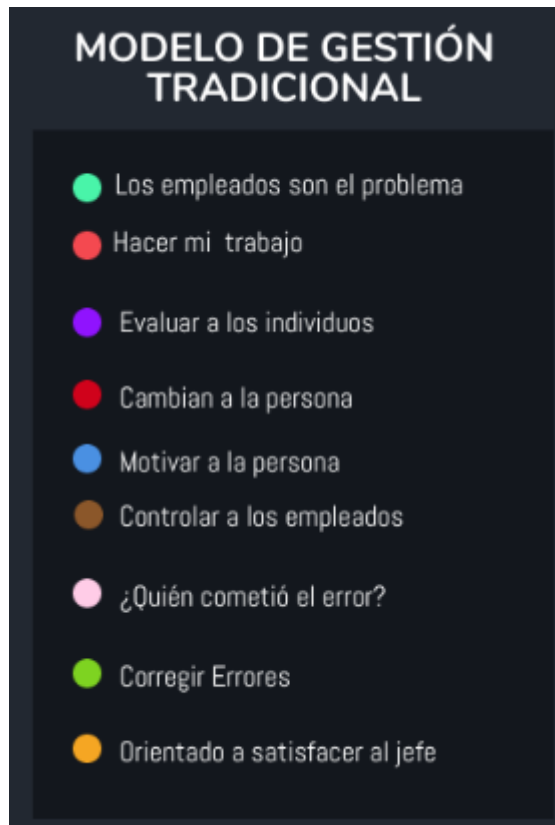 MODELO DE GESTIÓN
TRADICIONAL
Los empleados son el problema
Hacer mi trabajo
Evaluar a los individuos
Cambian a la persona
Motivar a la persona
Controlar a los empleados
¿Quién cometió el error?
Corregir Errores
Orientado a satisfacer al jefe